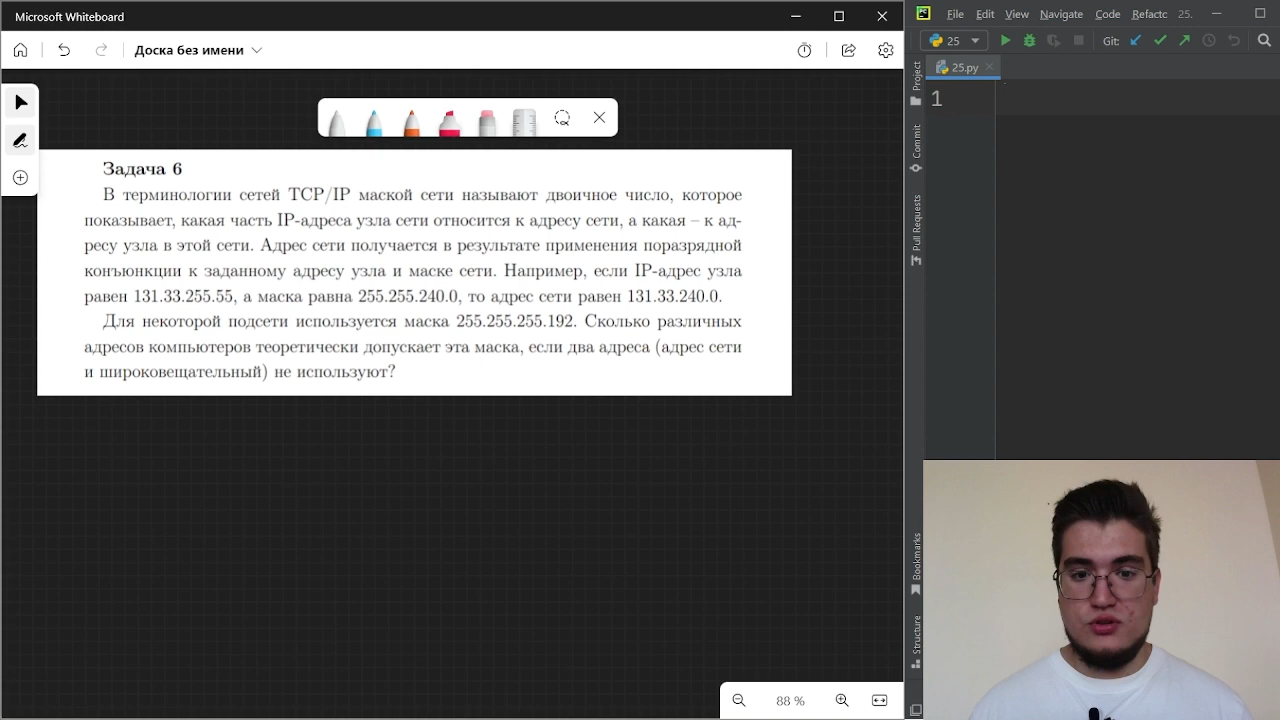 Microsoft Whiteboard
Доска без имени
Задача 6
В терминологии сетей TCP/IP маской сети называют двоичное число, которое
показывает, какая часть IP-адреса узла сети относится к адресу сети, а какая – к ад-
ресу узла в этой сети. Адрес сети получается в результате применения поразрядной
конъюнкции к заданному адресу узла и маске сети. Например, если IP-адрес узла
равен 131.33.255.55, а маска равна 255.255.240.0, то адрес сети равен 131.33.240.0.
Для некоторой подсети используется маска 255.255.255.192. Сколько различных
адресов компьютеров теоретически допускает эта маска, если два адреса (адрес сети
и широковещательный) не используют?
88 %
File Edit View Navigate Code Refactc 25.
25 Git:
25.py
1
Project
Commit
Pull Requests
Bookmarks
Structure